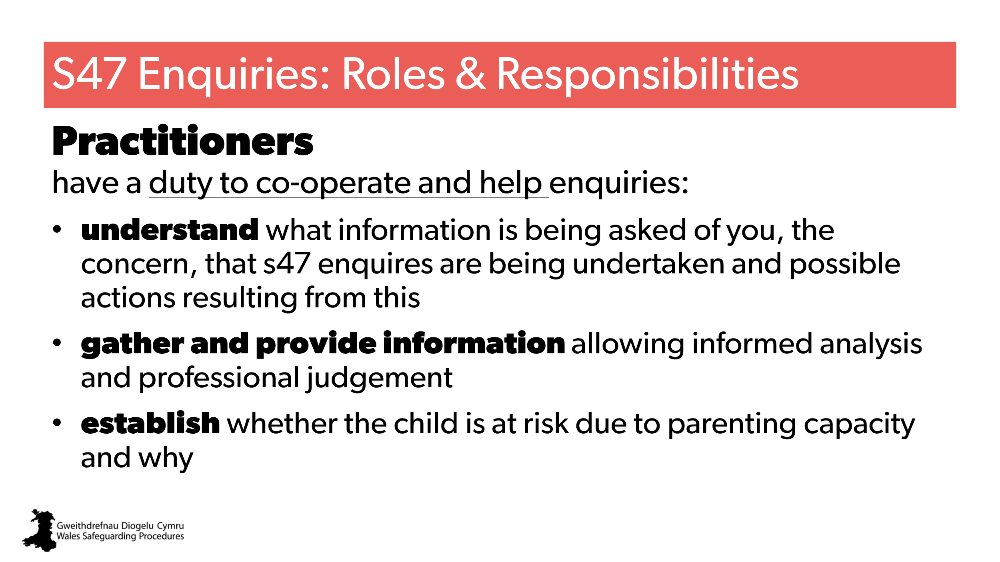 S47 Enquiries: Roles & Responsibilities
Practitioners
have a duty to co-operate and help enquiries:
• understand what information is being asked of you, the
concern, that s47 enquires are being undertaken and possible
actions resulting from this
• gather and provide information allowing informed analysis
and professional judgement
• establish whether the child is at risk due to parenting capacity
and why
Gweithdrefnau Diogelu Cymru
Wales Safeguarding Procedures